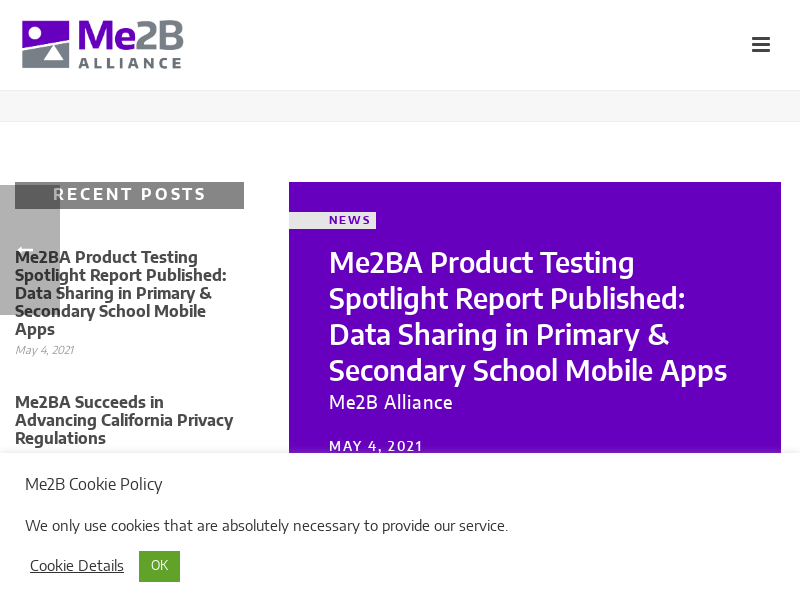 Me2B
ALLIANCE
RECENT POSTS
Me2BA Product Testing
Spotlight Report Published:
Data Sharing in Primary &
Secondary School Mobile
Apps
May 4, 2021
Me2BA Succeeds in
Advancing California Privacy
Regulations
NEWS
Me2BA Product Testing
Spotlight Report Published:
Data Sharing in Primary &
Secondary School Mobile Apps
Me2B Alliance
MAY 4, 2021
Me2B Cookie Policy
We only use cookies that are absolutely necessary to provide our service.
Cookie Details
OK